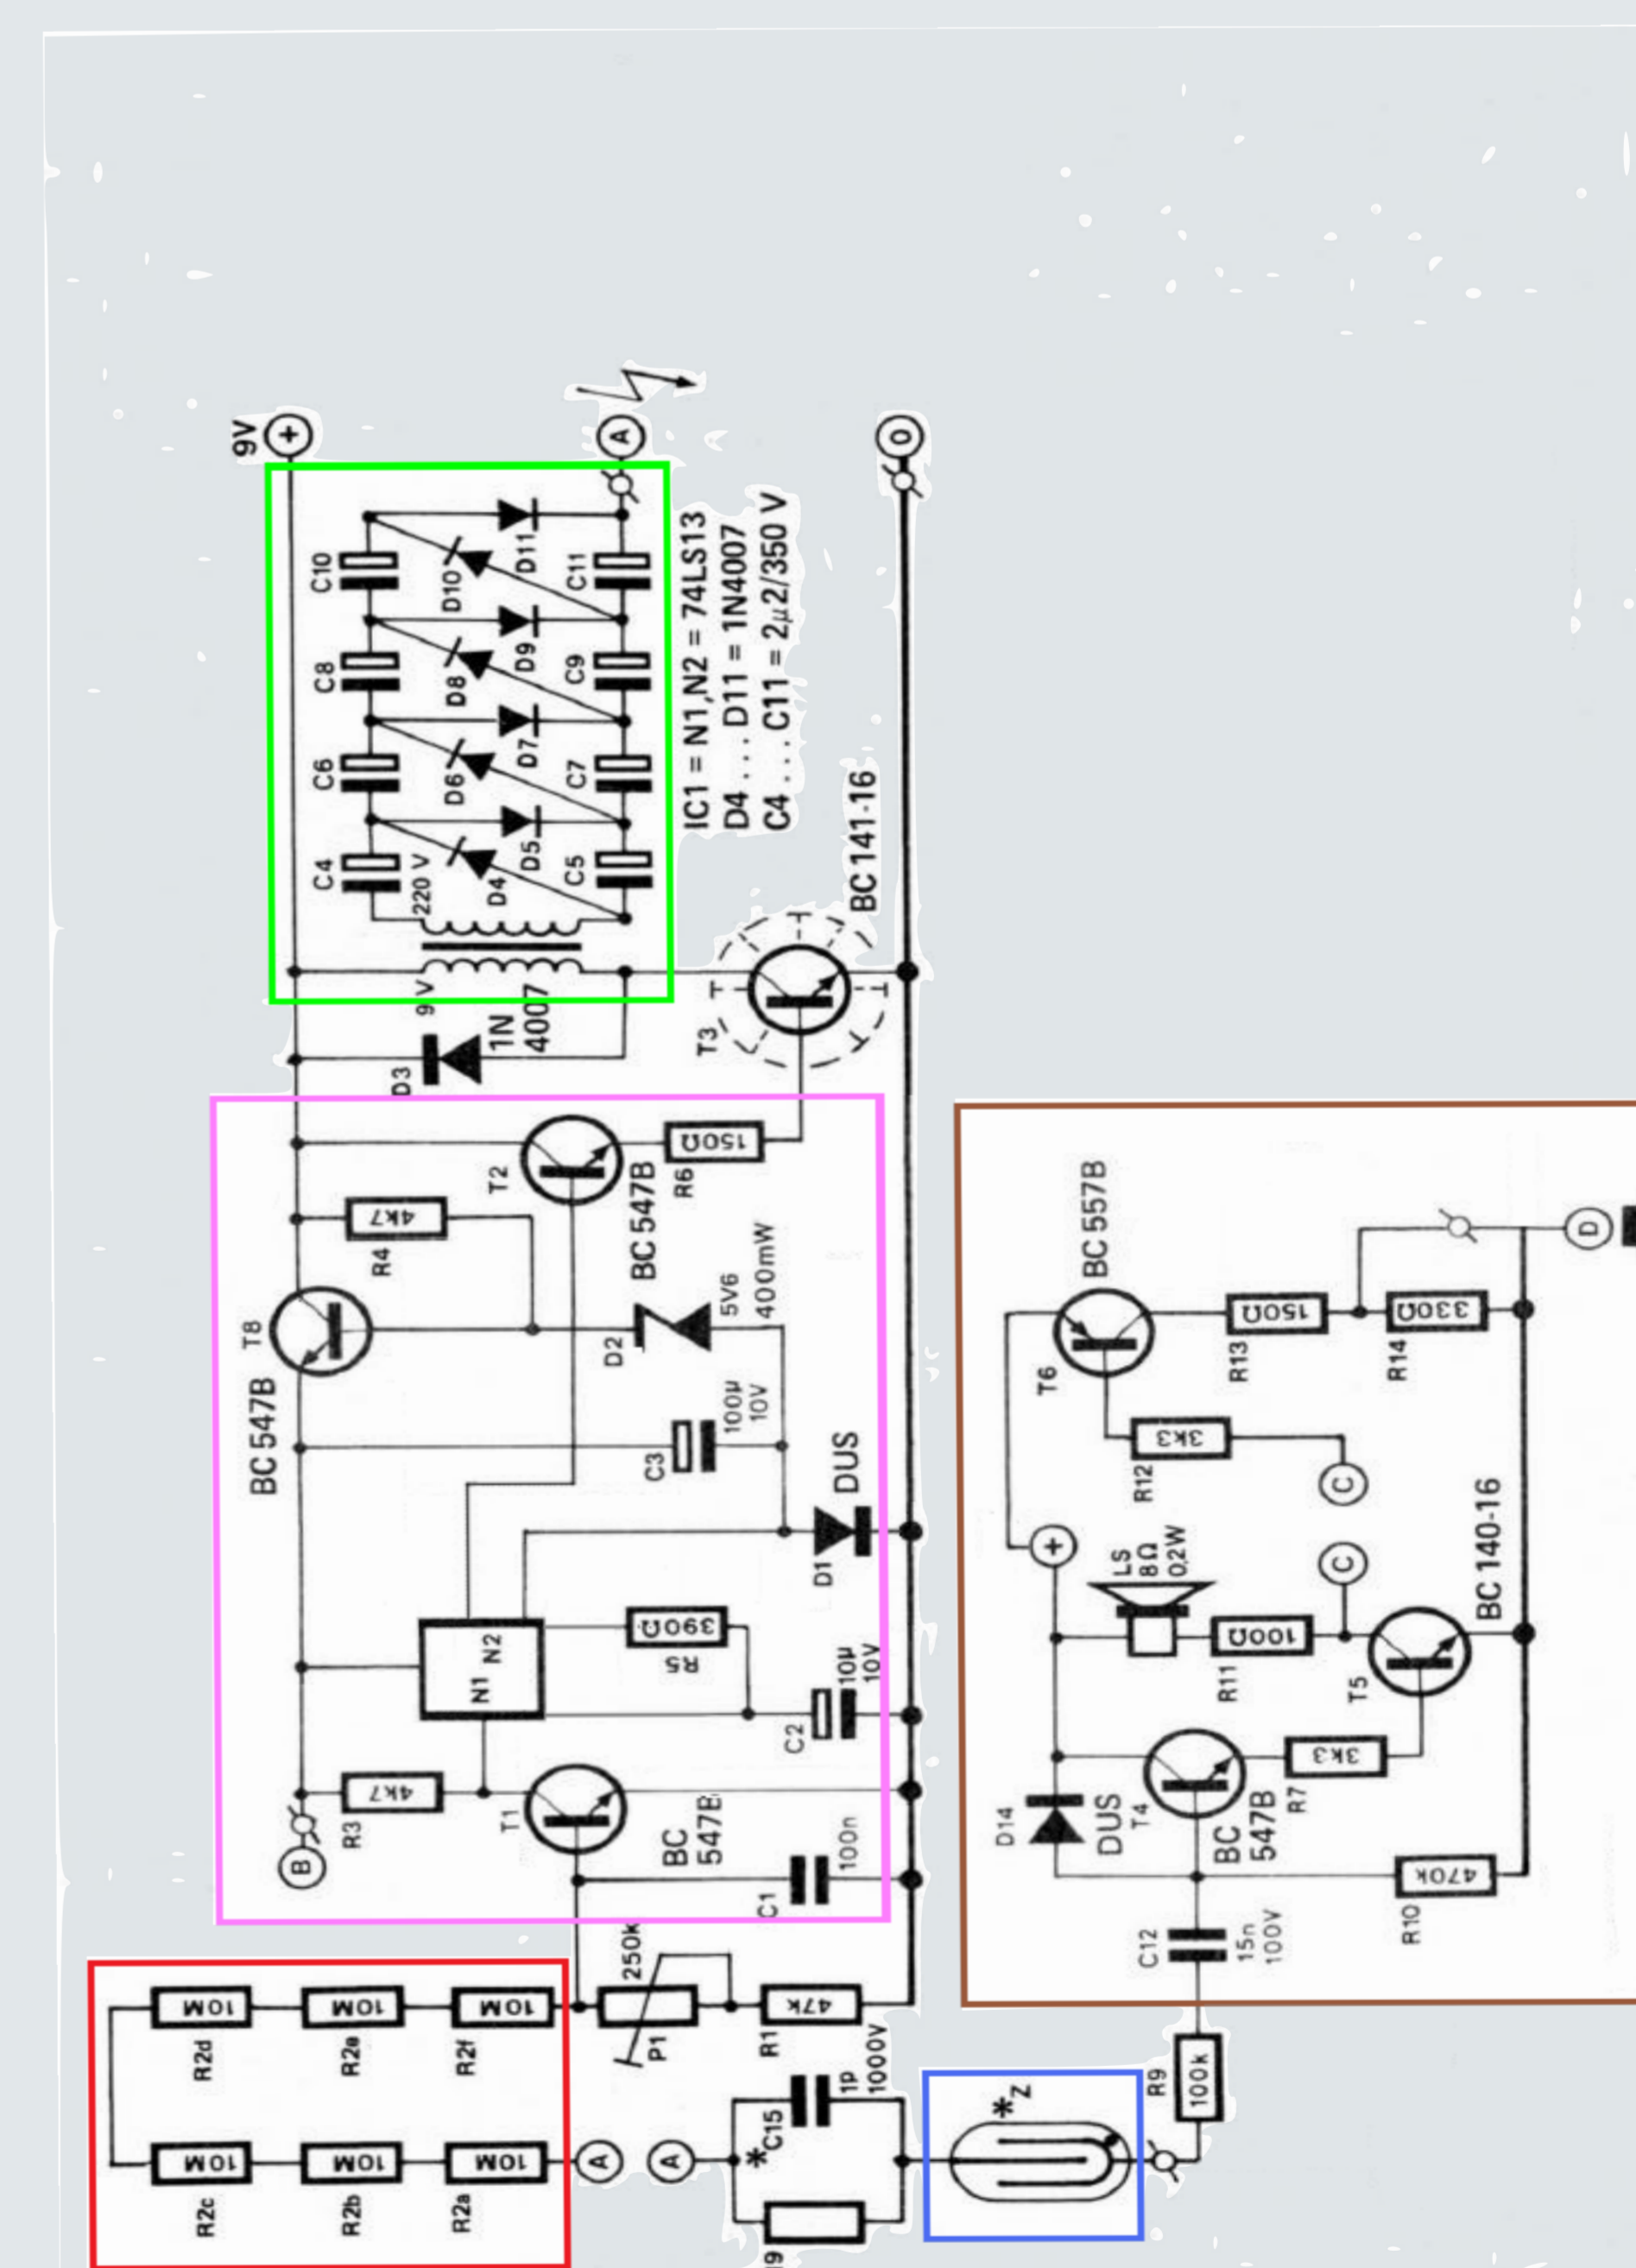 9V
+
A
0
C10
C8
C6
C4
D11
D10
D9
D8
D7
D6
D5
D4
C11
C9
C7
C5
220 V
9 V
IC1 = N1,N2 = 74LS13
D4 . . . D11 = 1N4007
C4 . . . C11 = 2µ2/350 V
BC 141-16
T3
D3
1N
4007
T2
BC 547B
R6
150Ω
R4
4k7
T8
BC 547B
D2
5V6
400mW
C3
100µ
10V
D1
DUS
N1
N2
R5
390Ω
C2
10µ
10V
B
R3
4k7
T1
BC
547B
C1
100n
R2d
10M
R2e
10M
R2f
10M
R2c
10M
R2b
10M
R2a
10M
A
P1
250k
R1
47k
A
*
C15
1p
1000V
*
Z
R9
100k
BC 557B
T6
R13
150Ω
R14
330Ω
D
R12
3k3
C
+
LS
8Ω
0,2W
C
R11
100Ω
T5
BC 140-16
D14
DUS
T4
BC
547B
R7
3k3
C12
15n
100V
R10
470k